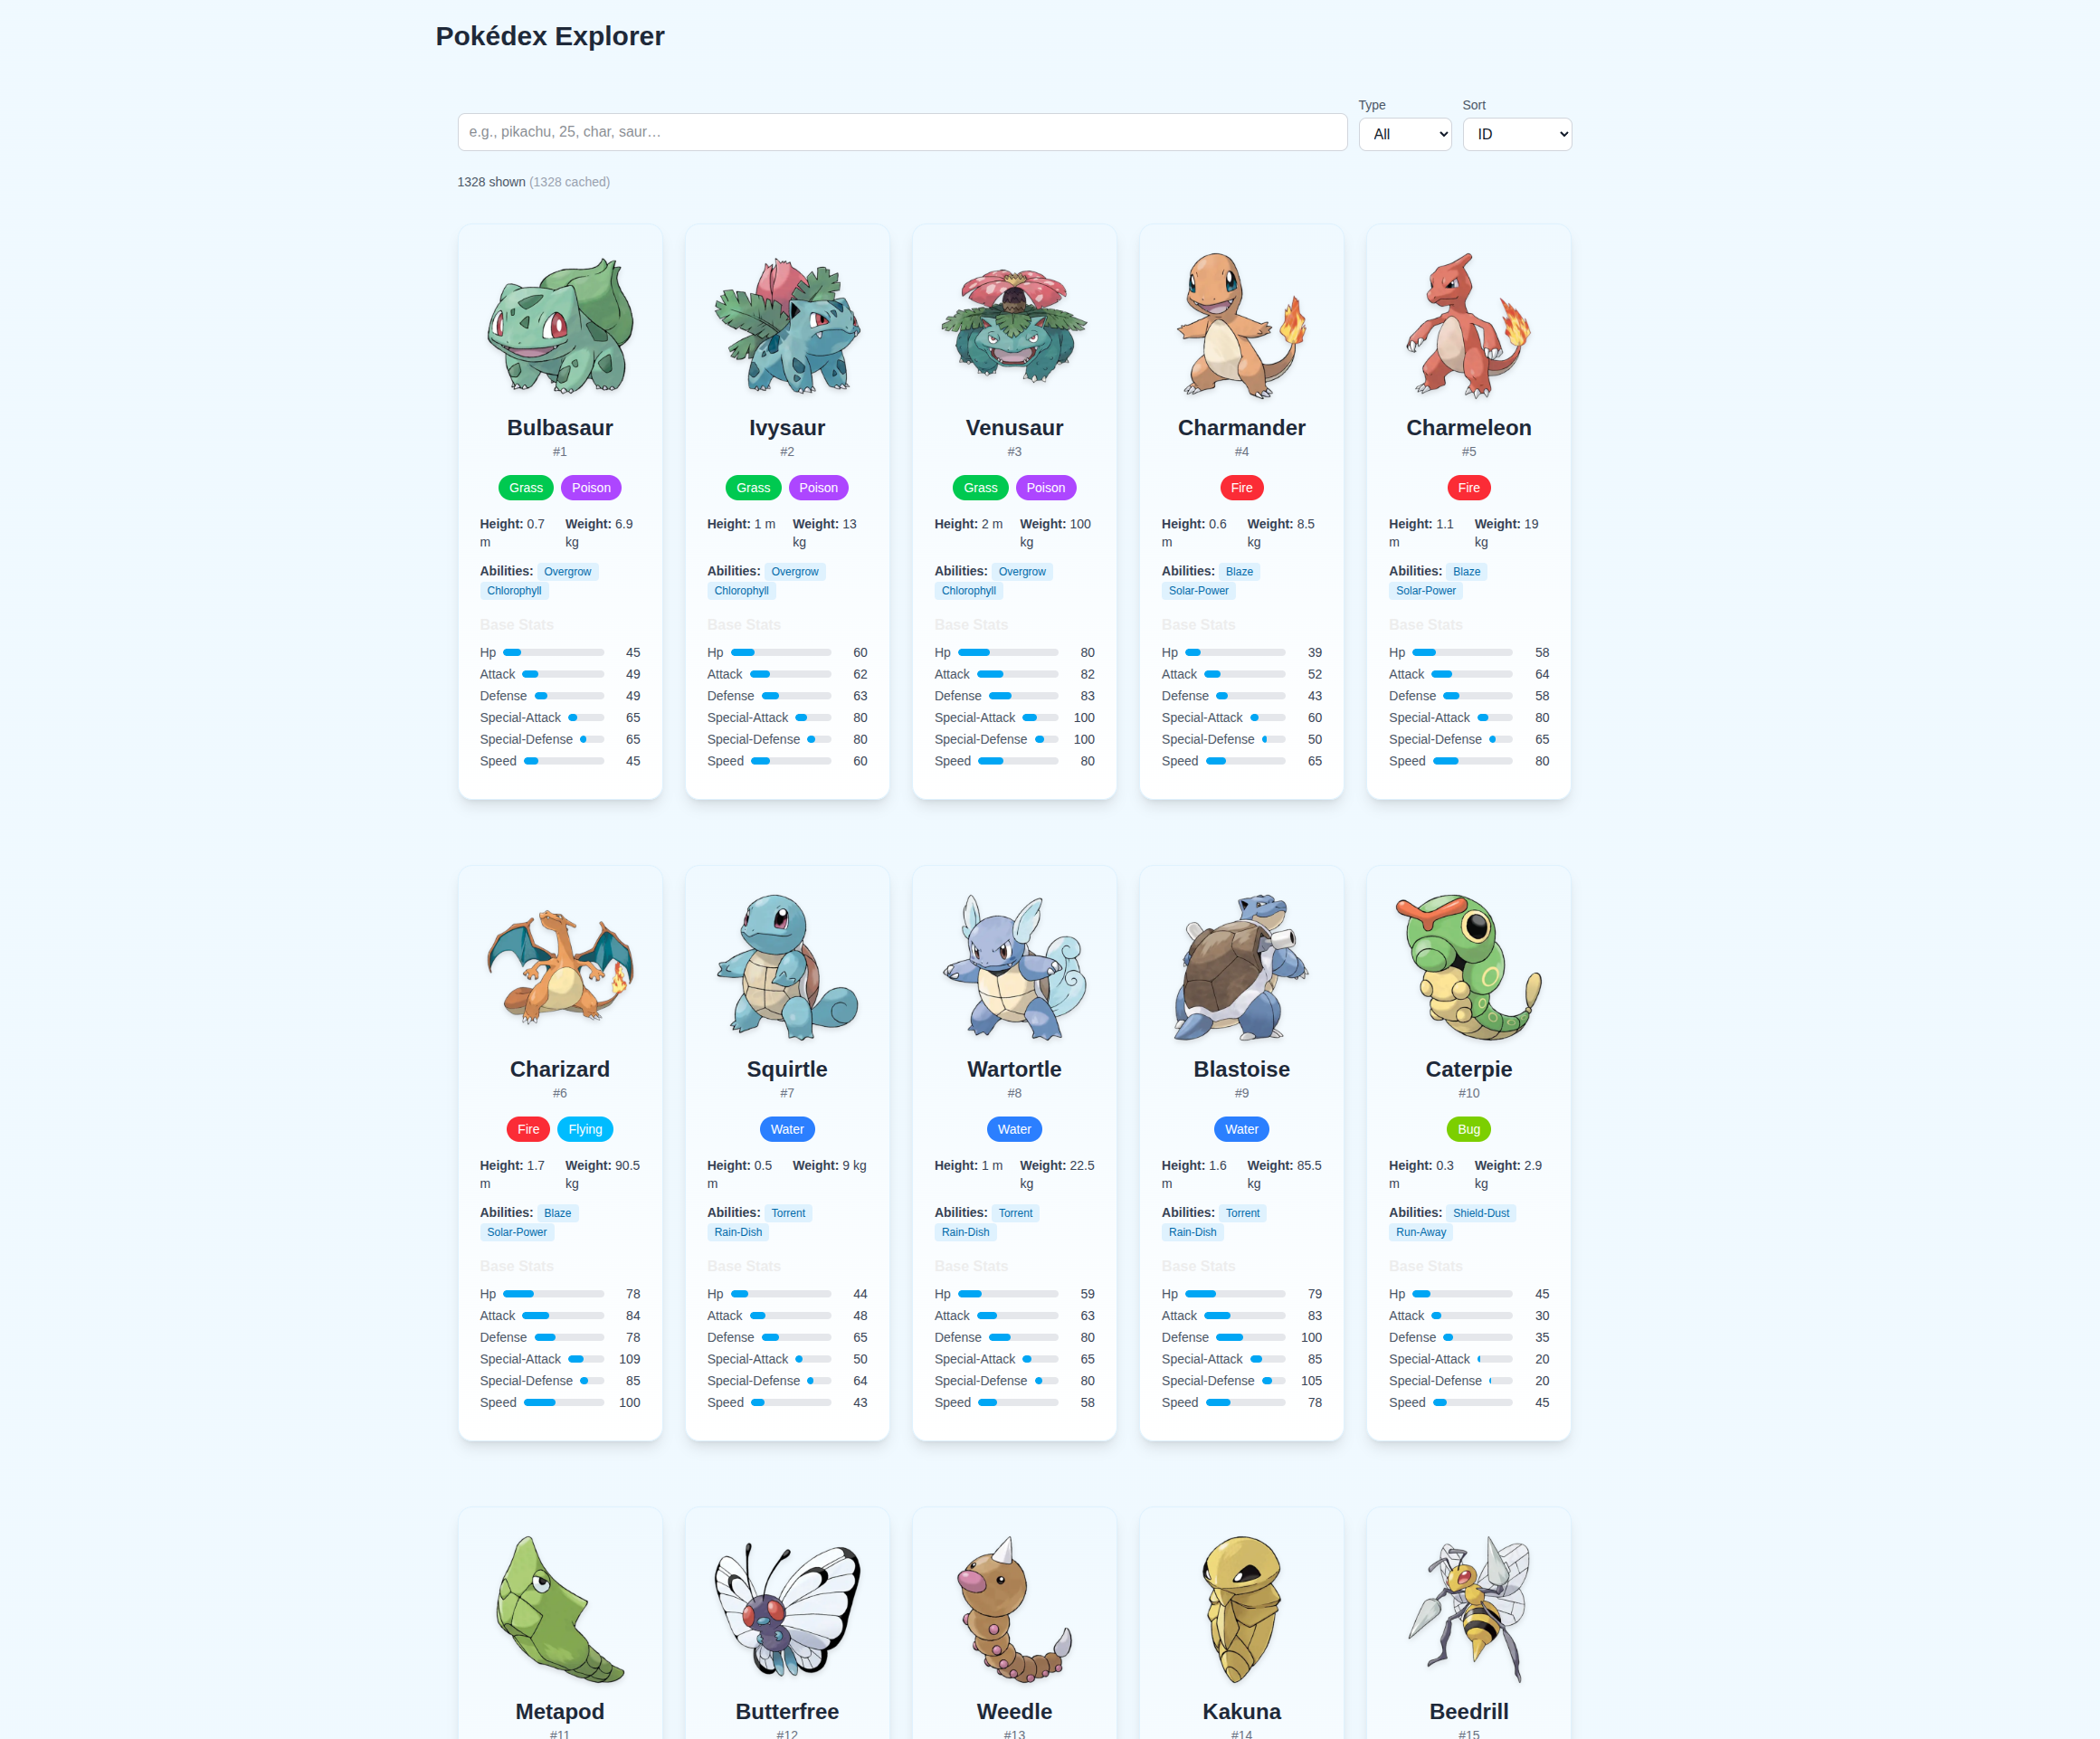 Pokédex Explorer
Type Sort
e.g., pikachu, 25, char, saur…
All ID
1328 shown (1328 cached)
Bulbasaur
#1
Grass Poison
Height: 0.7 m Weight: 6.9 kg
Abilities: Overgrow
Chlorophyll
Base Stats
Hp 45
Attack 49
Defense 49
Special-Attack 65
Special-Defense 65
Speed 45
Ivysaur
#2
Grass Poison
Height: 1 m Weight: 13 kg
Abilities: Overgrow
Chlorophyll
Base Stats
Hp 60
Attack 62
Defense 63
Special-Attack 80
Special-Defense 80
Speed 60
Venusaur
#3
Grass Poison
Height: 2 m Weight: 100 kg
Abilities: Overgrow
Chlorophyll
Base Stats
Hp 80
Attack 82
Defense 83
Special-Attack 100
Special-Defense 100
Speed 80
Charmander
#4
Fire
Height: 0.6 m Weight: 8.5 kg
Abilities: Blaze
Solar-Power
Base Stats
Hp 39
Attack 52
Defense 43
Special-Attack 60
Special-Defense 50
Speed 65
Charmeleon
#5
Fire
Height: 1.1 m Weight: 19 kg
Abilities: Blaze
Solar-Power
Base Stats
Hp 58
Attack 64
Defense 58
Special-Attack 80
Special-Defense 65
Speed 80
Charizard
#6
Fire Flying
Height: 1.7 m Weight: 90.5 kg
Abilities: Blaze
Solar-Power
Base Stats
Hp 78
Attack 84
Defense 78
Special-Attack 109
Special-Defense 85
Speed 100
Squirtle
#7
Water
Height: 0.5 m Weight: 9 kg
Abilities: Torrent
Rain-Dish
Base Stats
Hp 44
Attack 48
Defense 65
Special-Attack 50
Special-Defense 64
Speed 43
Wartortle
#8
Water
Height: 1 m Weight: 22.5 kg
Abilities: Torrent
Rain-Dish
Base Stats
Hp 59
Attack 63
Defense 80
Special-Attack 65
Special-Defense 80
Speed 58
Blastoise
#9
Water
Height: 1.6 m Weight: 85.5 kg
Abilities: Torrent
Rain-Dish
Base Stats
Hp 79
Attack 83
Defense 100
Special-Attack 85
Special-Defense 105
Speed 78
Caterpie
#10
Bug
Height: 0.3 m Weight: 2.9 kg
Abilities: Shield-Dust
Run-Away
Base Stats
Hp 45
Attack 30
Defense 35
Special-Attack 20
Special-Defense 20
Speed 45
Metapod
#11
Butterfree
#12
Weedle
#13
Kakuna
#14
Beedrill
#15